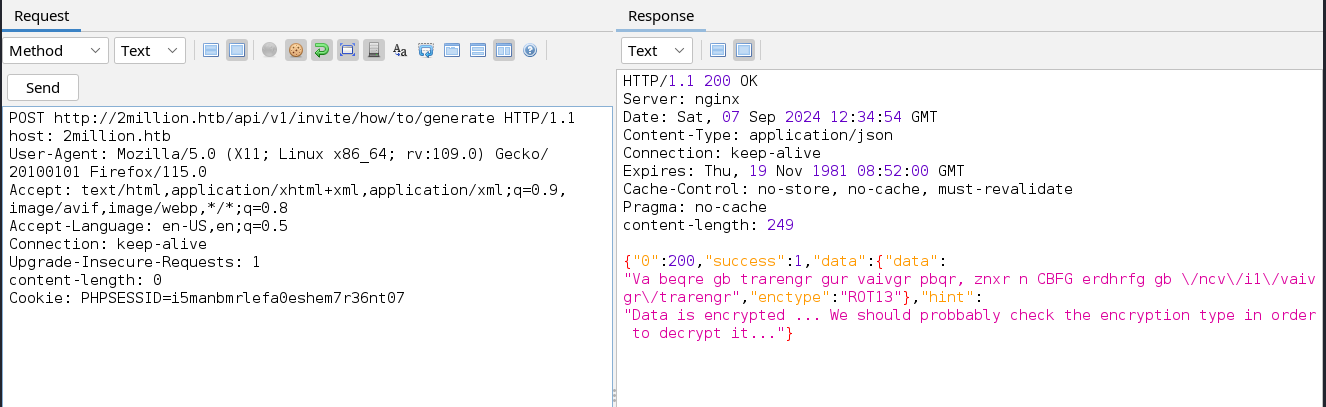 Request
Response
Method
Text
Text
Send
POST http://2million.htb/api/v1/invite/how/to/generate HTTP/1.1
host: 2million.htb
User-Agent: Mozilla/5.0 (X11; Linux x86_64; rv:109.0) Gecko/
20100101 Firefox/115.0
Accept: text/html,application/xhtml+xml,application/xml;q=0.9,
image/avif,image/webp,*/*;q=0.8
Accept-Language: en-US,en;q=0.5
Connection: keep-alive
Upgrade-Insecure-Requests: 1
content-length: 0
Cookie: PHPSESSID=i5manbmrlefa0eshem7r36nt07
HTTP/1.1 200 OK
Server: nginx
Date: Sat, 07 Sep 2024 12:34:54 GMT
Content-Type: application/json
Connection: keep-alive
Expires: Thu, 19 Nov 1981 08:52:00 GMT
Cache-Control: no-store, no-cache, must-revalidate
Pragma: no-cache
content-length: 249
{"0":200,"success":1,"data":{"data":
"Va beqre gb trarengr gur vaivgr pbqr, znxr n CBFG erdhrfg gb \/ncv\/i1\/vaiv
gr\/trarengr","enctype":"ROT13"},"hint":
"Data is encrypted ... We should probbably check the encryption type in order
to decrypt it..."}